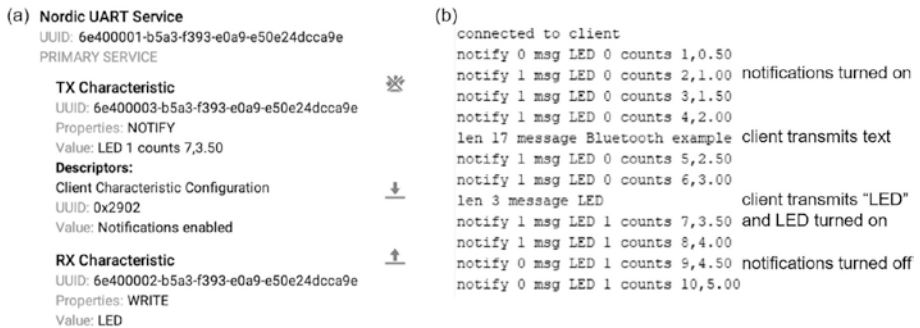 (a) Nordic UART Service
UUID: 6e400001-b5a3-f393-e0a9-e50e24dcca9e
PRIMARY SERVICE
TX Characteristic
UUID: 6e400003-b5a3-f393-e0a9-e50e24dcca9e
Properties: NOTIFY
Value: LED 1 counts 7,3.50
Descriptors:
Client Characteristic Configuration
UUID: 0x2902
Value: Notifications enabled
RX Characteristic
UUID: 6e400002-b5a3-f393-e0a9-e50e24dcca9e
Properties: WRITE
Value: LED
(b)
connected to client
notify 0 msg LED 0 counts 1,0.50
notify 1 msg LED 0 counts 2,1.00 notifications turned on
notify 1 msg LED 0 counts 3,1.50
notify 1 msg LED 0 counts 4,2.00
len 17 message Bluetooth example client transmits text
notify 1 msg LED 0 counts 5,2.50
notify 1 msg LED 0 counts 6,3.00
len 3 message LED client transmits “LED”
notify 1 msg LED 1 counts 7,3.50 and LED turned on
notify 1 msg LED 1 counts 8,4.00
notify 0 msg LED 1 counts 9,4.50 notifications turned off
notify 0 msg LED 1 counts 10,5.00